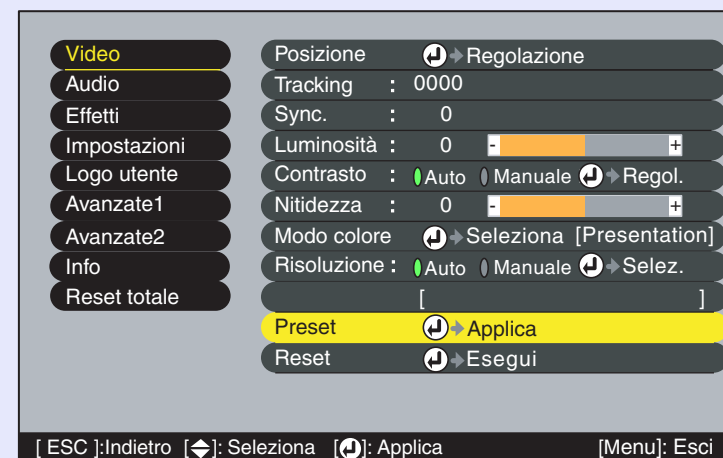 Video
Audio
Effetti
Impostazioni
Logo utente
Avanzate1
Avanzate2
Info
Reset totale
Posizione Regolazione
Tracking : 0000
Sync. : 0
Luminosità : 0 - +
Contrasto : Auto Manuale Regol.
Nitidezza : 0 - +
Modo colore Seleziona [Presentation]
Risoluzione : Auto Manuale Selez.
[ ]
Preset Applica
Reset Esegui
[ ESC ]:Indietro [ ]: Seleziona [ ]: Applica [Menu]: Esci